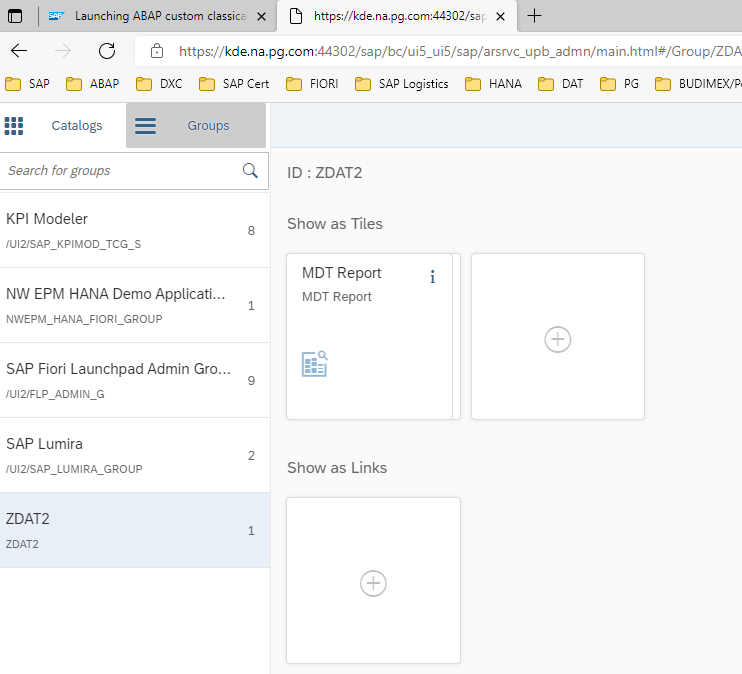 SAP Launching ABAP custom classica
https://kde.na.pg.com:44302/sap
https://kde.na.pg.com:44302/sap/bc/ui5_ui5/sap/arsrvc_upb_admn/main.html#/Group/ZDA
SAP ABAP DXC SAP Cert FIORI SAP Logistics HANA DAT PG BUDIMEX/P
Catalogs Groups
Search for groups
KPI Modeler
8
/UI2/SAP_KPIMOD_TCG_S
NW EPM HANA Demo Applicati...
1
NWEPM_HANA_FIORI_GROUP
SAP Fiori Launchpad Admin Gro...
9
/UI2/FLP_ADMIN_G
SAP Lumira
2
/UI2/SAP_LUMIRA_GROUP
ZDAT2
1
ZDAT2
ID : ZDAT2
Show as Tiles
MDT Report
MDT Report
Show as Links